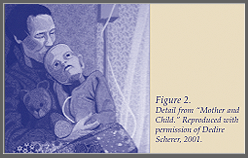 Figure 2.
Detail from "Mother and
Child." Reproduced with
permission of Dedire
Scherer, 2001.